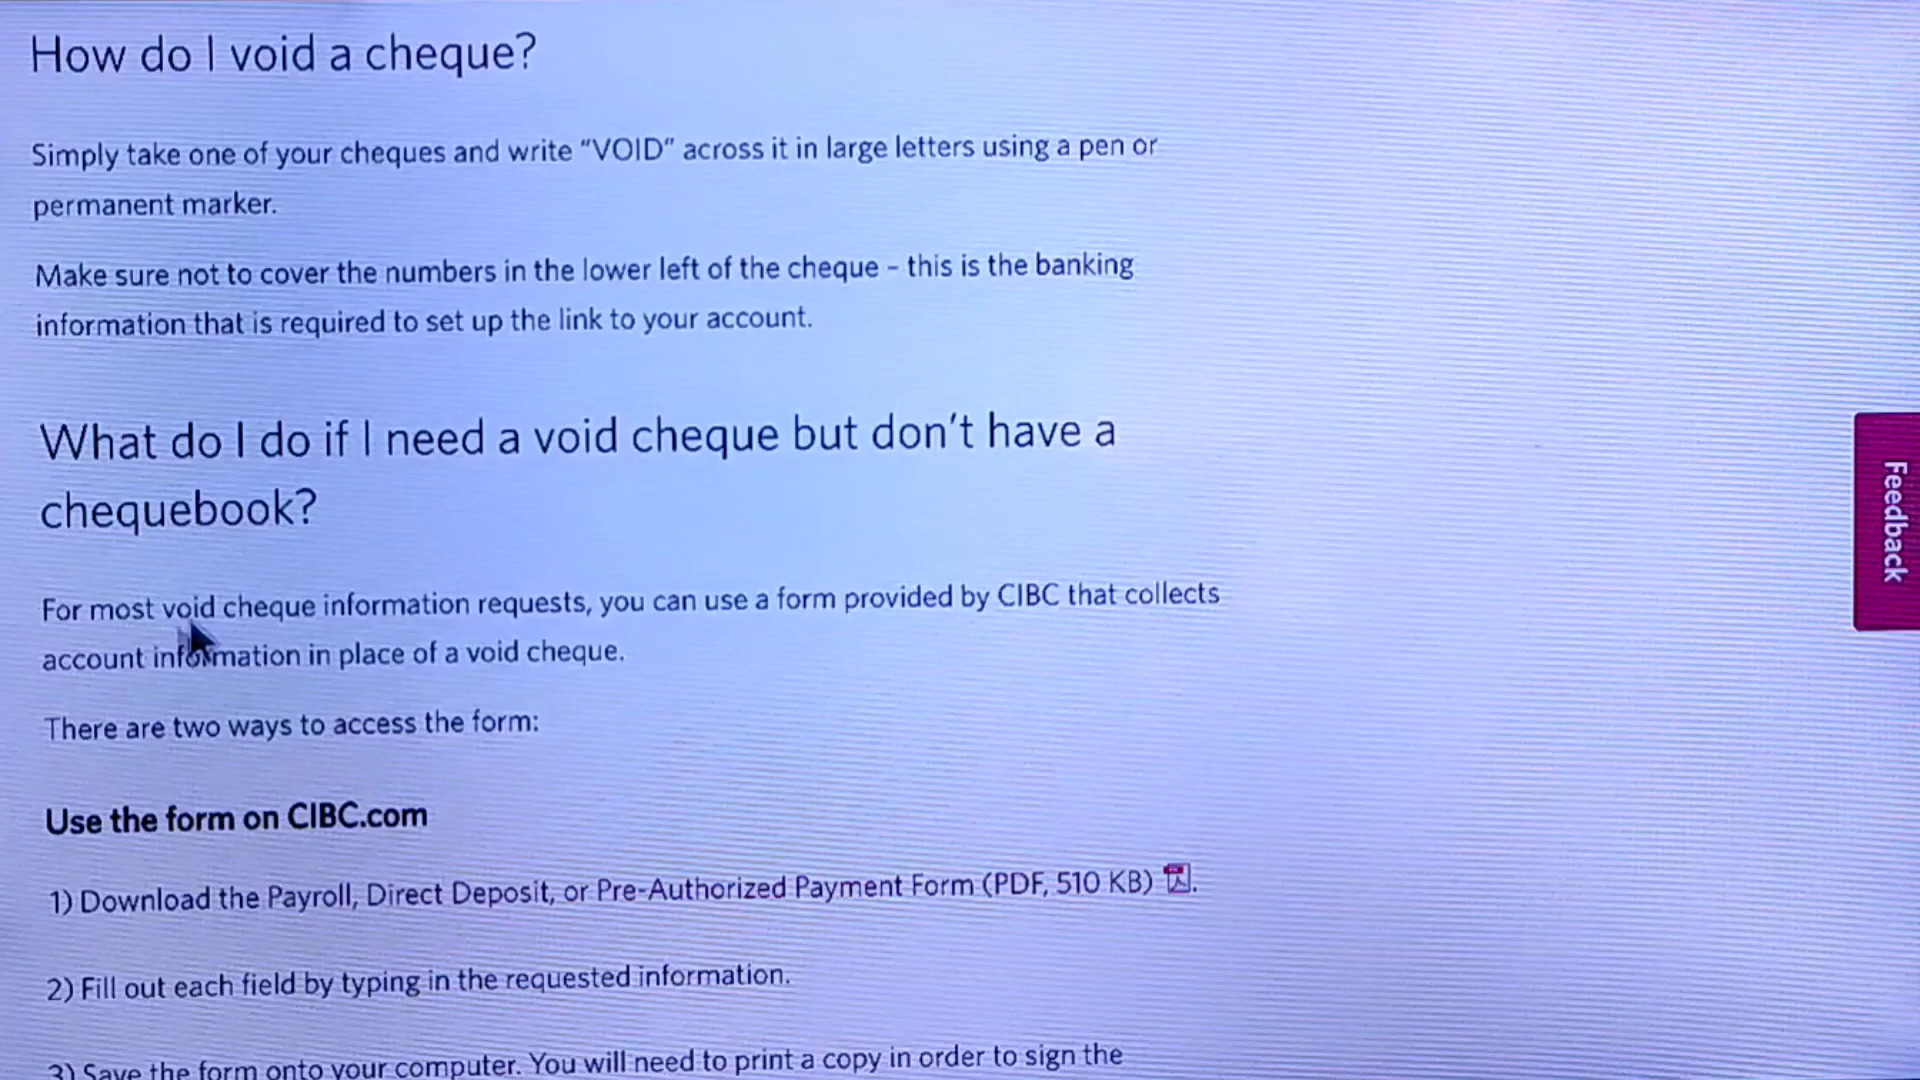 How do I void a cheque?
Simply take one of your cheques and write “VOID” across it in large letters using a pen or
permanent marker.
Make sure not to cover the numbers in the lower left of the cheque – this is the banking
information that is required to set up the link to your account.
What do I do if I need a void cheque but don’t have a
chequebook?
For most void cheque information requests, you can use a form provided by CIBC that collects
account information in place of a void cheque.
There are two ways to access the form:
Use the form on CIBC.com
1) Download the Payroll, Direct Deposit, or Pre-Authorized Payment Form (PDF, 510 KB).
2) Fill out each field by typing in the requested information.
3) Save the form onto your computer. You will need to print a copy in order to sign the
Feedback